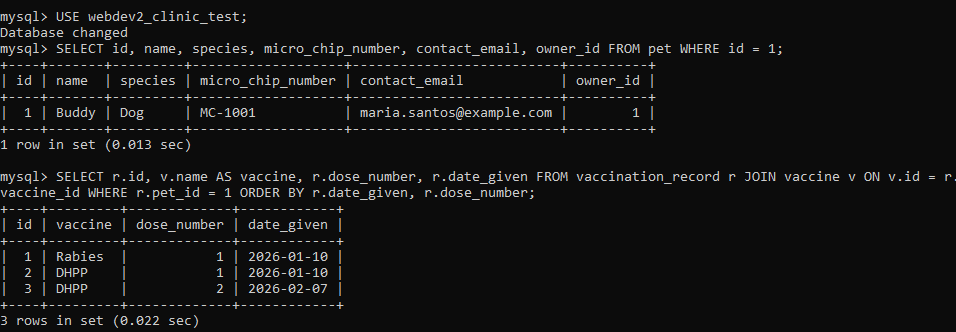 mysql> USE webdev2_clinic_test;
Database changed
mysql> SELECT id, name, species, micro_chip_number, contact_email, owner_id FROM pet WHERE id = 1;
+----+-------+---------+-------------------+--------------------------+----------+
| id | name  | species | micro_chip_number | contact_email            | owner_id |
+----+-------+---------+-------------------+--------------------------+----------+
|  1 | Buddy | Dog     | MC-1001           | maria.santos@example.com |        1 |
+----+-------+---------+-------------------+--------------------------+----------+
1 row in set (0.013 sec)

mysql> SELECT r.id, v.name AS vaccine, r.dose_number, r.date_given FROM vaccination_record r JOIN vaccine v ON v.id = r.
vaccine_id WHERE r.pet_id = 1 ORDER BY r.date_given, r.dose_number;
+----+---------+-------------+------------+
| id | vaccine | dose_number | date_given |
+----+---------+-------------+------------+
|  1 | Rabies  |           1 | 2026-01-10 |
|  2 | DHPP    |           1 | 2026-01-10 |
|  3 | DHPP    |           2 | 2026-02-07 |
+----+---------+-------------+------------+
3 rows in set (0.022 sec)